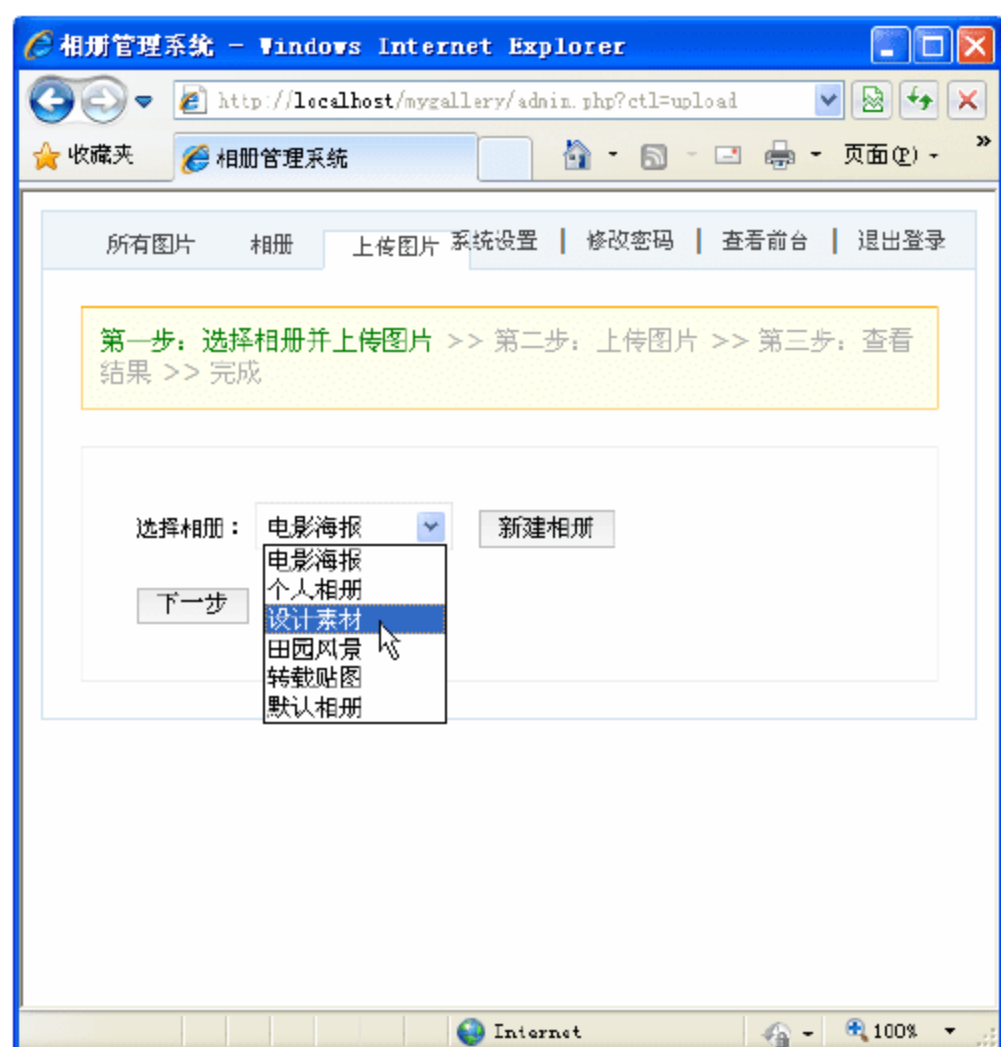 相册管理系统 - Windows Internet Explorer
http://localhost/mygallery/admin.php?ctl=upload
收藏夹 相册管理系统 页面(P) »
所有图片 相册 上传图片 系统设置 | 修改密码 | 查看前台 | 退出登录
第一步：选择相册并上传图片 >> 第二步：上传图片 >> 第三步：查看
结果 >> 完成
选择相册： 电影海报 新建相册
电影海报
个人相册
下一步
设计素材
田园风景
转载贴图
默认相册
Internet 100%